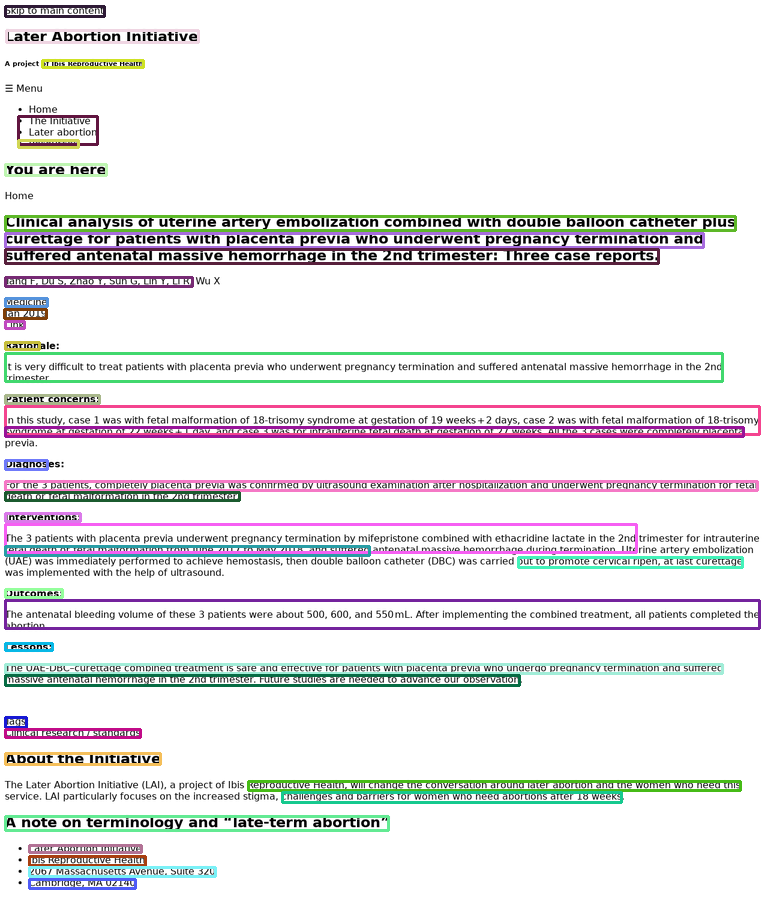 Skip to main content
Later Abortion Initiative
A project of Ibis Reproductive Health
☰ Menu
• Home
• The Initiative
• Later abortion
You are here
Home
Clinical analysis of uterine artery embolization combined with double balloon catheter plus
curettage for patients with placenta previa who underwent pregnancy termination and
suffered antenatal massive hemorrhage in the 2nd trimester: Three case reports.
F, Du S, Zhao Y, Sun G, Lin Y, Li R, Wu X
Medicine
Jan 2019
Link
Rationale:
It is very difficult to treat patients with placenta previa who underwent pregnancy termination and suffered antenatal massive hemorrhage in the 2nd
trimester.
Patient concerns:
In this study, case 1 was with fetal malformation of 18-trisomy syndrome at gestation of 19 weeks+2 days, case 2 was with fetal malformation of 18-trisomy
syndrome at gestation of 22 weeks+1 day, and case 3 was for intrauterine fetal death at gestation of 27 weeks. All the 3 cases were completely placenta
previa.
Diagnoses:
For the 3 patients, completely placenta previa was confirmed by ultrasound examination after hospitalization and underwent pregnancy termination for fetal
death or fetal malformation in the 2nd trimester.
Interventions:
The 3 patients with placenta previa underwent pregnancy termination by mifepristone combined with ethacridine lactate in the 2nd trimester for intrauterine
fetal death or fetal malformation from June 2017 to May 2018, and suffered antenatal massive hemorrhage during termination. Uterine artery embolization
(UAE) was immediately performed to achieve hemostasis, then double balloon catheter (DBC) was carried out to promote cervical ripen, at last curettage
was implemented with the help of ultrasound.
Outcomes:
The antenatal bleeding volume of these 3 patients were about 500, 600, and 550mL. After implementing the combined treatment, all patients completed the
abortion.
Lessons:
The UAE-DBC–curettage combined treatment is safe and effective for patients with placenta previa who undergo pregnancy termination and suffered
massive antenatal hemorrhage in the 2nd trimester. Future studies are needed to advance our observation.
tags
Clinical research / standards
About the Initiative
The Later Abortion Initiative (LAI), a project of Ibis Reproductive Health, will change the conversation around later abortion and the women who need this
service. LAI particularly focuses on the increased stigma, challenges and barriers for women who need abortions after 18 weeks.
A note on terminology and “late-term abortion”
• Later Abortion Initiative
• Ibis Reproductive Health
• 2067 Massachusetts Avenue, Suite 320
• Cambridge, MA 02140